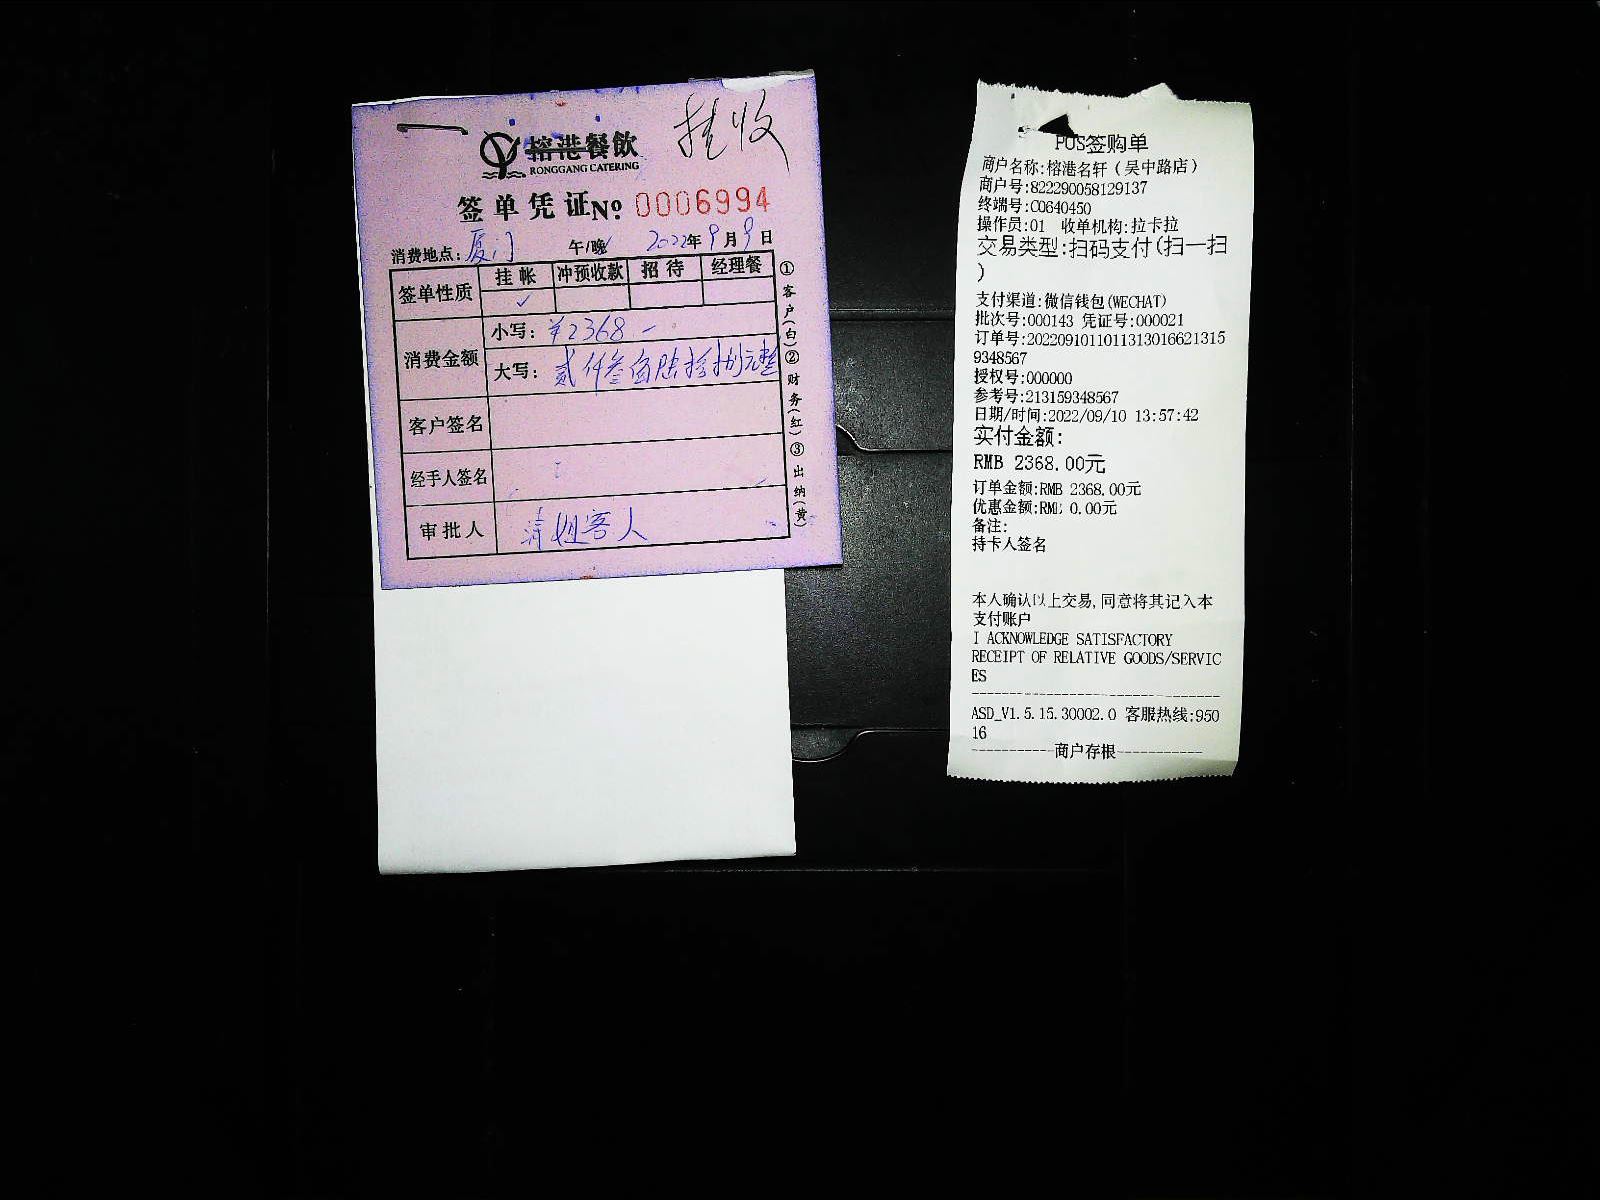 挂收
榕港餐飲
RONGGANG CATERING
签单凭证№ 0006994
消费地点：厦门 午/晚 2022年9月9日
签单性质 挂帐 冲预收款 招待 经理餐
✓
消费金额 小写：¥2368－
大写：贰仟叁佰陆拾捌元整
客户签名
经手人签名
审批人 清姐客人
①客户(白)②财务(红)③出纳(黄)
POS签购单
商户名称:榕港名轩（吴中路店）
商户号:822290058129137
终端号:C0640450
操作员:01 收单机构:拉卡拉
交易类型:扫码支付(扫一扫
)
支付渠道:微信钱包(WECHAT)
批次号:000143 凭证号:000021
订单号:2022091011011313016621315
9348567
授权号:000000
参考号:213159348567
日期/时间:2022/09/10 13:57:42
实付金额:
RMB 2368.00元
订单金额:RMB 2368.00元
优惠金额:RMB 0.00元
备注:
持卡人签名
本人确认以上交易,同意将其记入本
支付账户
I ACKNOWLEDGE SATISFACTORY
RECEIPT OF RELATIVE GOODS/SERVIC
ES
ASD_V1.5.15.30002.0 客服热线:950
16
-----------商户存根-----------